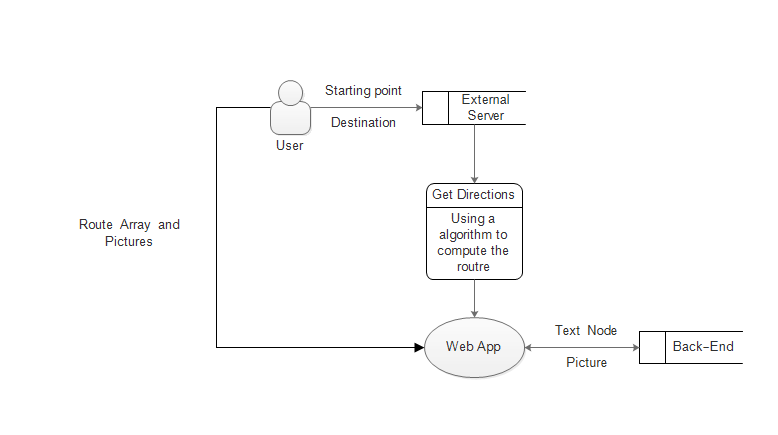 Starting point
Destination
User
External
Server
Get Directions
Using a
algorithm to
compute the
routre
Route Array and
Pictures
Web App
Text Node
Picture
Back-End